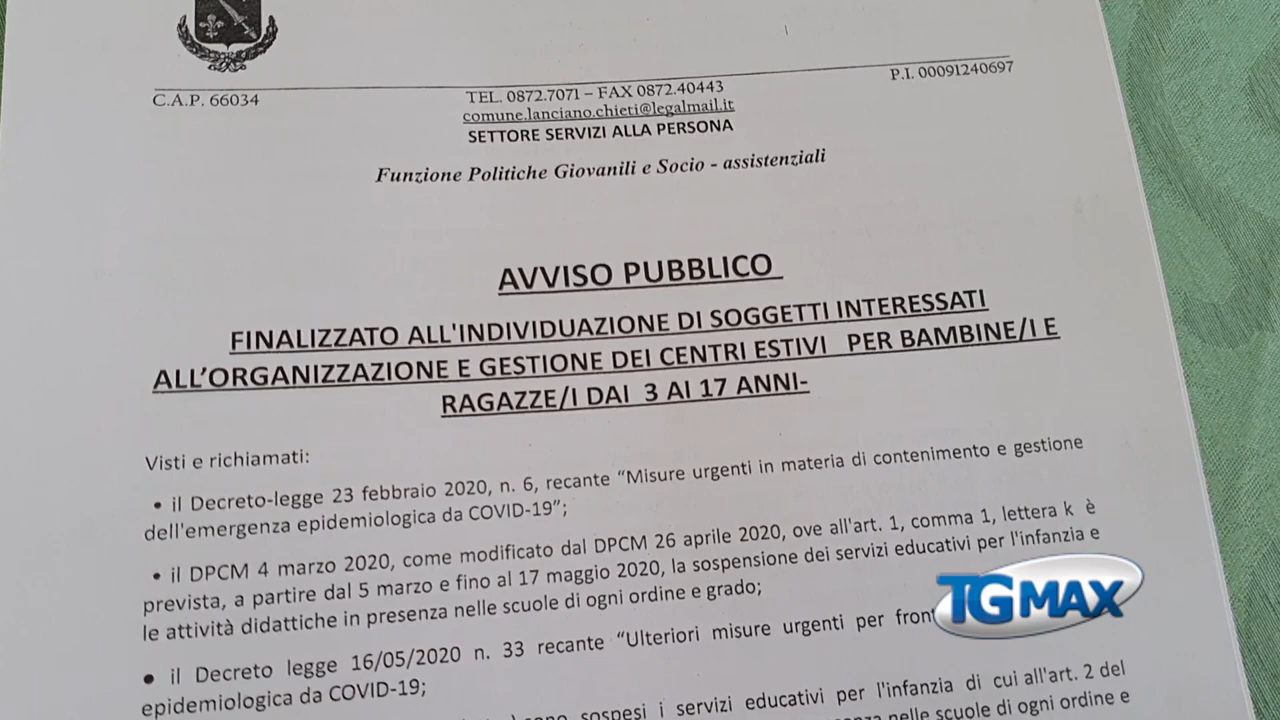 C.A.P. 66034
TEL. 0872.7071 – FAX 0872.40443
P.I. 00091240697
comune.lanciano.chieti@legalmail.it
SETTORE SERVIZI ALLA PERSONA
Funzione Politiche Giovanili e Socio - assistenziali
AVVISO PUBBLICO
FINALIZZATO ALL'INDIVIDUAZIONE DI SOGGETTI INTERESSATI
ALL’ORGANIZZAZIONE E GESTIONE DEI CENTRI ESTIVI PER BAMBINE/I E
RAGAZZE/I DAI 3 AI 17 ANNI-
Visti e richiamati:
• il Decreto-legge 23 febbraio 2020, n. 6, recante “Misure urgenti in materia di contenimento e gestione
dell'emergenza epidemiologica da COVID-19”;
• il DPCM 4 marzo 2020, come modificato dal DPCM 26 aprile 2020, ove all'art. 1, comma 1, lettera k è
prevista, a partire dal 5 marzo e fino al 17 maggio 2020, la sospensione dei servizi educativi per l'infanzia e
le attività didattiche in presenza nelle scuole di ogni ordine e grado;
• il Decreto legge 16/05/2020 n. 33 recante “Ulteriori misure urgenti per
epidemiologica da COVID-19;
sospesi i servizi educativi per l'infanzia di cui all'art. 2 del
nelle scuole di ogni ordine e
TG MAX